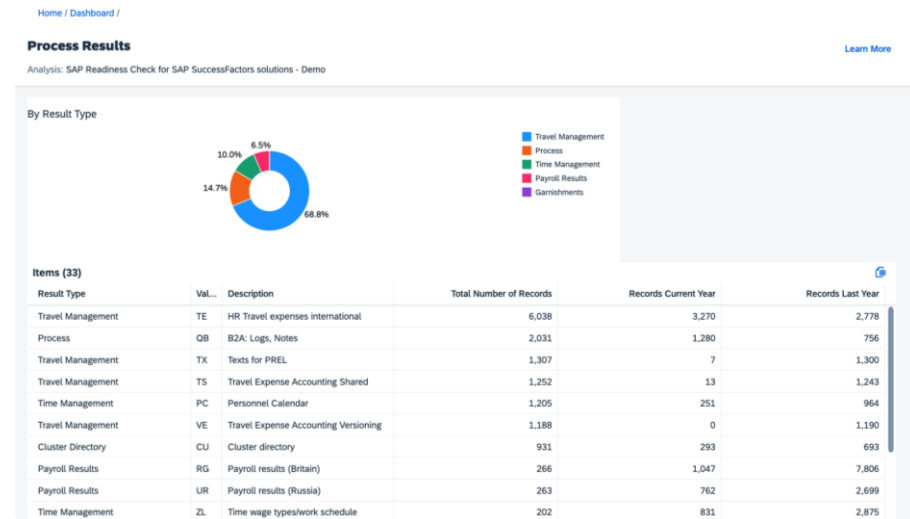 Home / Dashboard /
Process Results
Learn More
Analysis: SAP Readiness Check for SAP SuccessFactors solutions - Demo
By Result Type
6.5%
10.0%
14.7%
68.8%
Travel Management
Process
Time Management
Payroll Results
Garnishments
Items (33)
Result Type Val... Description Total Number of Records Records Current Year Records Last Year
Travel Management TE HR Travel expenses international 6,038 3,270 2,778
Process QB B2A: Logs, Notes 2,031 1,280 756
Travel Management TX Texts for PREL 1,307 7 1,300
Travel Management TS Travel Expense Accounting Shared 1,252 13 1,243
Time Management PC Personnel Calendar 1,205 251 964
Travel Management VE Travel Expense Accounting Versioning 1,188 0 1,190
Cluster Directory CU Cluster directory 931 293 693
Payroll Results RG Payroll results (Britain) 266 1,047 7,806
Payroll Results UR Payroll results (Russia) 263 762 2,699
Time Management ZL Time wage types/work schedule 202 831 2,875